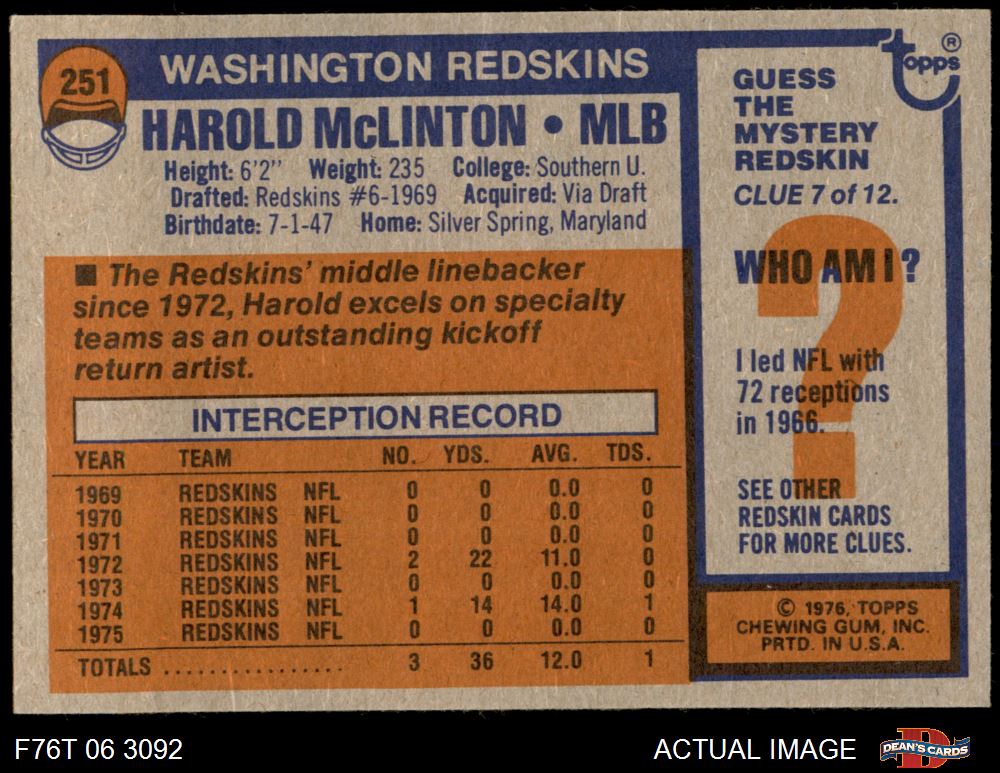 251
WASHINGTON REDSKINS
HAROLD McLINTON • MLB
Height: 6'2" Weight: 235 College: Southern U.
Drafted: Redskins #6-1969 Acquired: Via Draft
Birthdate: 7-1-47 Home: Silver Spring, Maryland
■ The Redskins' middle linebacker
since 1972, Harold excels on specialty
teams as an outstanding kickoff
return artist.
INTERCEPTION RECORD
YEAR TEAM NO. YDS. AVG. TDS.
1969 REDSKINS NFL 0 0 0.0 0
1970 REDSKINS NFL 0 0 0.0 0
1971 REDSKINS NFL 0 0 0.0 0
1972 REDSKINS NFL 2 22 11.0 0
1973 REDSKINS NFL 0 0 0.0 0
1974 REDSKINS NFL 1 14 14.0 1
1975 REDSKINS NFL 0 0 0.0 0
TOTALS ................. 3 36 12.0 1
topps ®
GUESS
THE
MYSTERY
REDSKIN
CLUE 7 of 12.
WHO AM I?
?
I led NFL with
72 receptions
in 1966.
SEE OTHER
REDSKIN CARDS
FOR MORE CLUES.
© 1976, TOPPS
CHEWING GUM, INC.
PRTD. IN U.S.A.
F76T 06 3092
ACTUAL IMAGE
DEAN'S CARDS